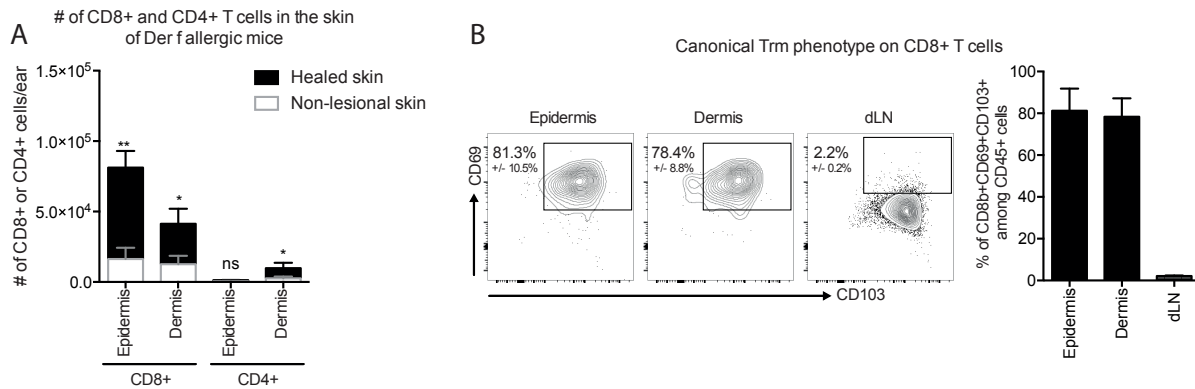 A
# of CD8+ and CD4+ T cells in the skin
of Der f allergic mice
# of CD8+ or CD4+ cells/ear
1.5×10⁵
1.0×10⁵
5.0×10⁴
0.0
Healed skin
Non-lesional skin
**
*
ns
*
Epidermis
Dermis
Epidermis
Dermis
CD8+
CD4+
B
Canonical Trm phenotype on CD8+ T cells
Epidermis
Dermis
dLN
81.3%
+/- 10.5%
78.4%
+/- 8.8%
2.2%
+/- 0.2%
CD69
CD103
% of CD8b+CD69+CD103+
among CD45+ cells
100
80
60
40
20
0
Epidermis
Dermis
dLN